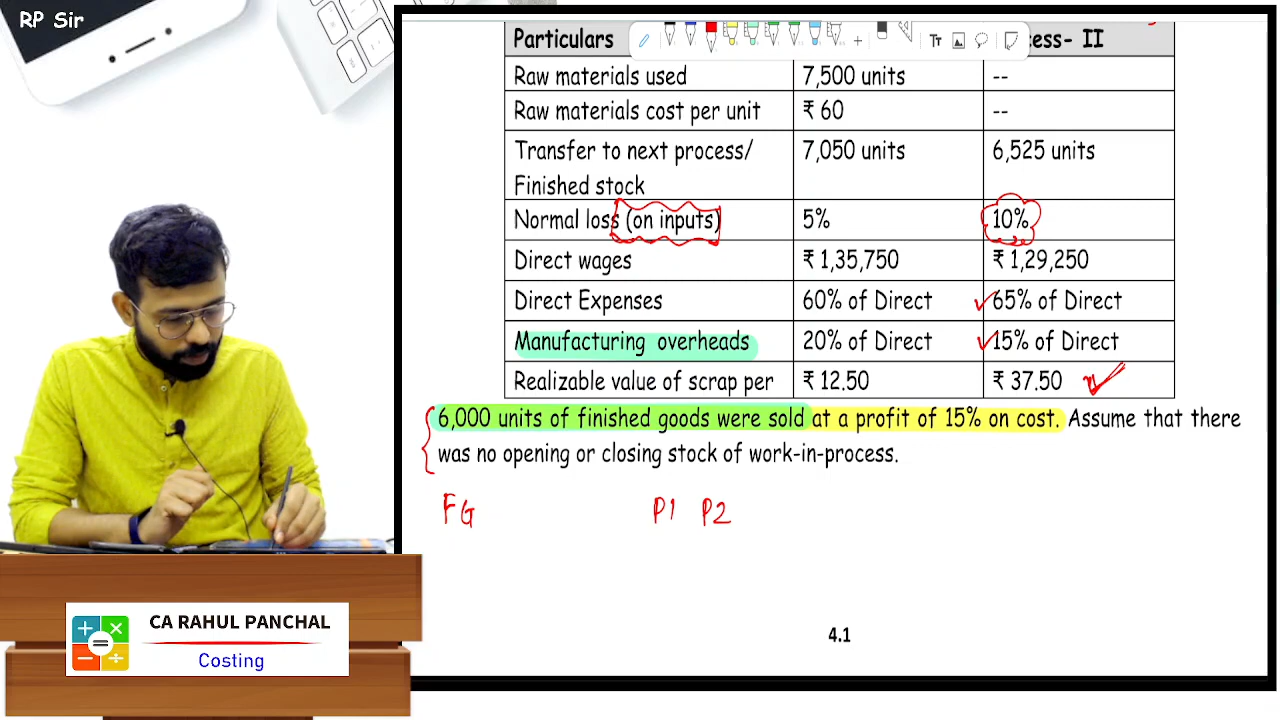 RP Sir
Particulars
cess- II
Tr
Raw materials used 7,500 units --
Raw materials cost per unit ₹ 60 --
Transfer to next process/ 7,050 units 6,525 units
Finished stock
Normal loss (on inputs) 5% 10%
Direct wages ₹ 1,35,750 ₹ 1,29,250
Direct Expenses 60% of Direct 65% of Direct
Manufacturing overheads 20% of Direct 15% of Direct
Realizable value of scrap per ₹ 12.50 ₹ 37.50
6,000 units of finished goods were sold at a profit of 15% on cost. Assume that there
was no opening or closing stock of work-in-process.
FG P1 P2
4.1
CA RAHUL PANCHAL
Costing